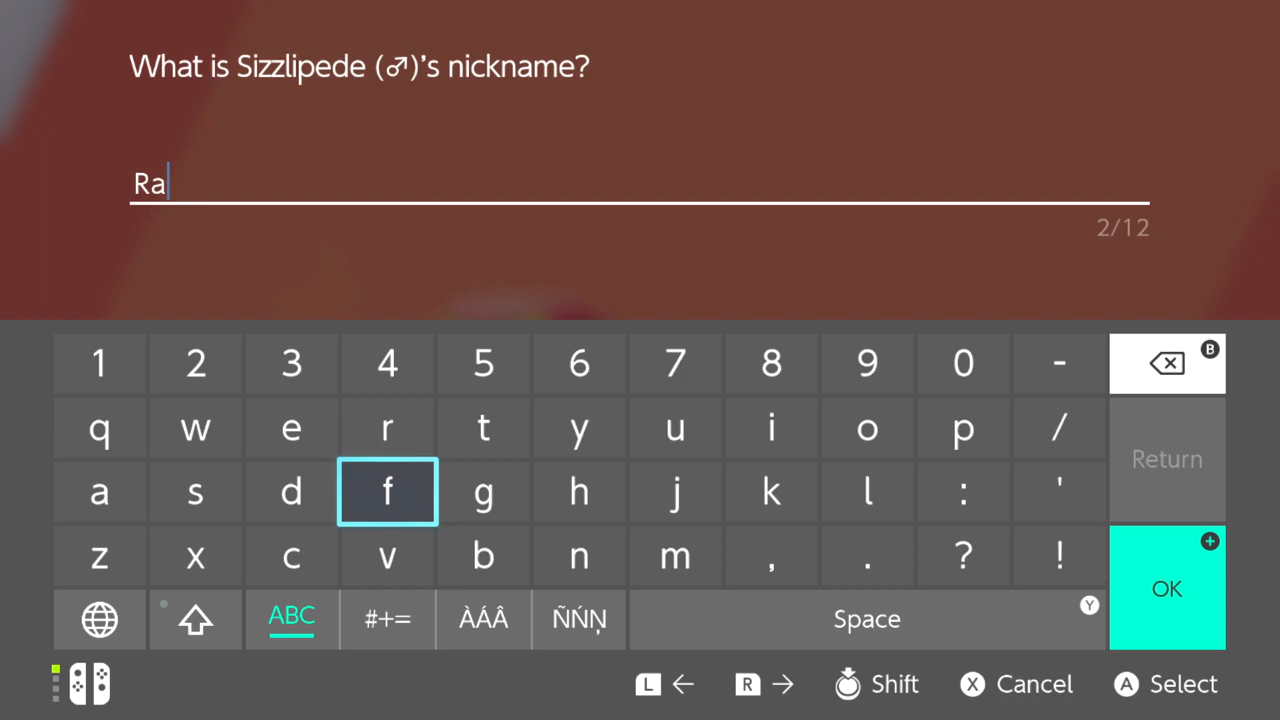 What is Sizzlipede (♂)'s nickname?
Ra
2/12
1 2 3 4 5 6 7 8 9 0 - B
q w e r t y u i o p / Return
a s d f g h j k l : '
z x c v b n m , . ? ! + OK
ABC #+= ÀÁÂ ÑŃŅ Space Y
L ← R → Shift X Cancel A Select